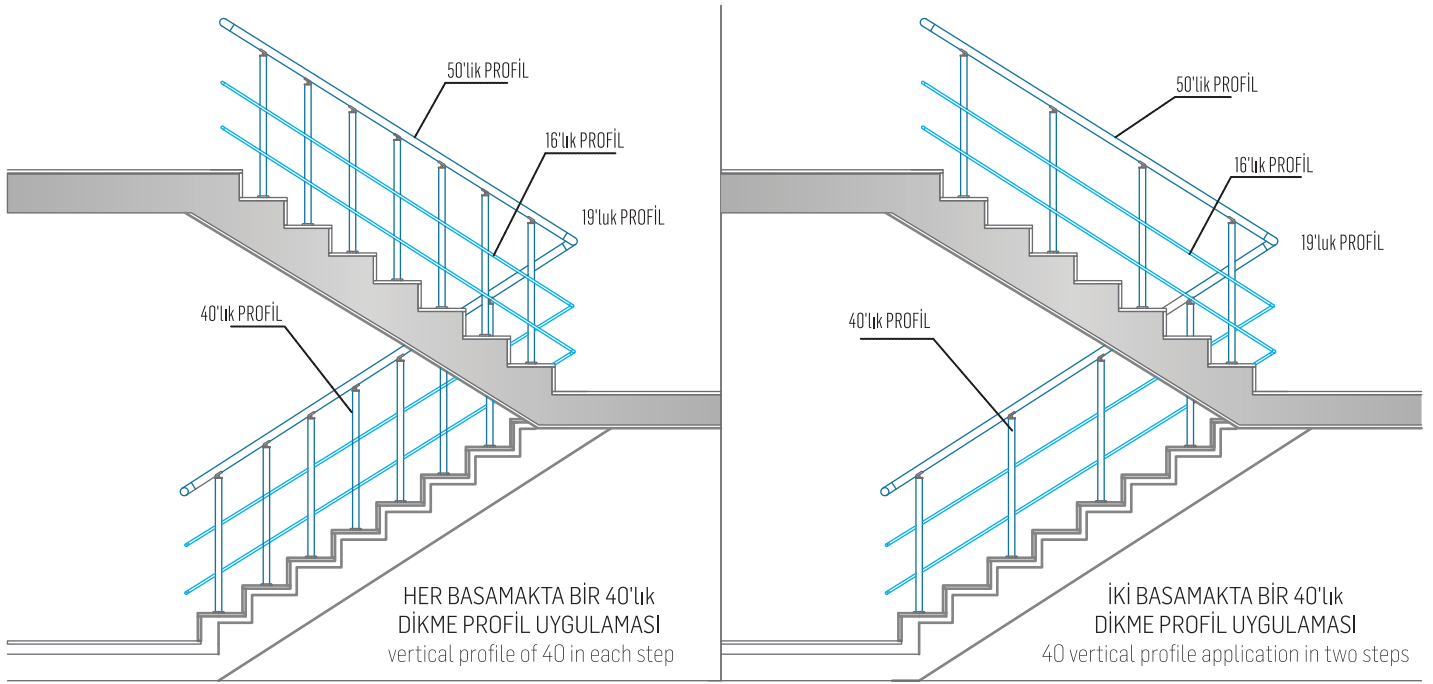 50'lik PROFİL
16'lık PROFİL
19'luk PROFİL
40'lık PROFİL
HER BASAMAKTA BİR 40'lık
DİKME PROFİL UYGULAMASI
vertical profile of 40 in each step
50'lik PROFİL
16'lık PROFİL
19'luk PROFİL
40'lık PROFİL
İKİ BASAMAKTA BİR 40'lık
DİKME PROFİL UYGULAMASI
40 vertical profile application in two steps